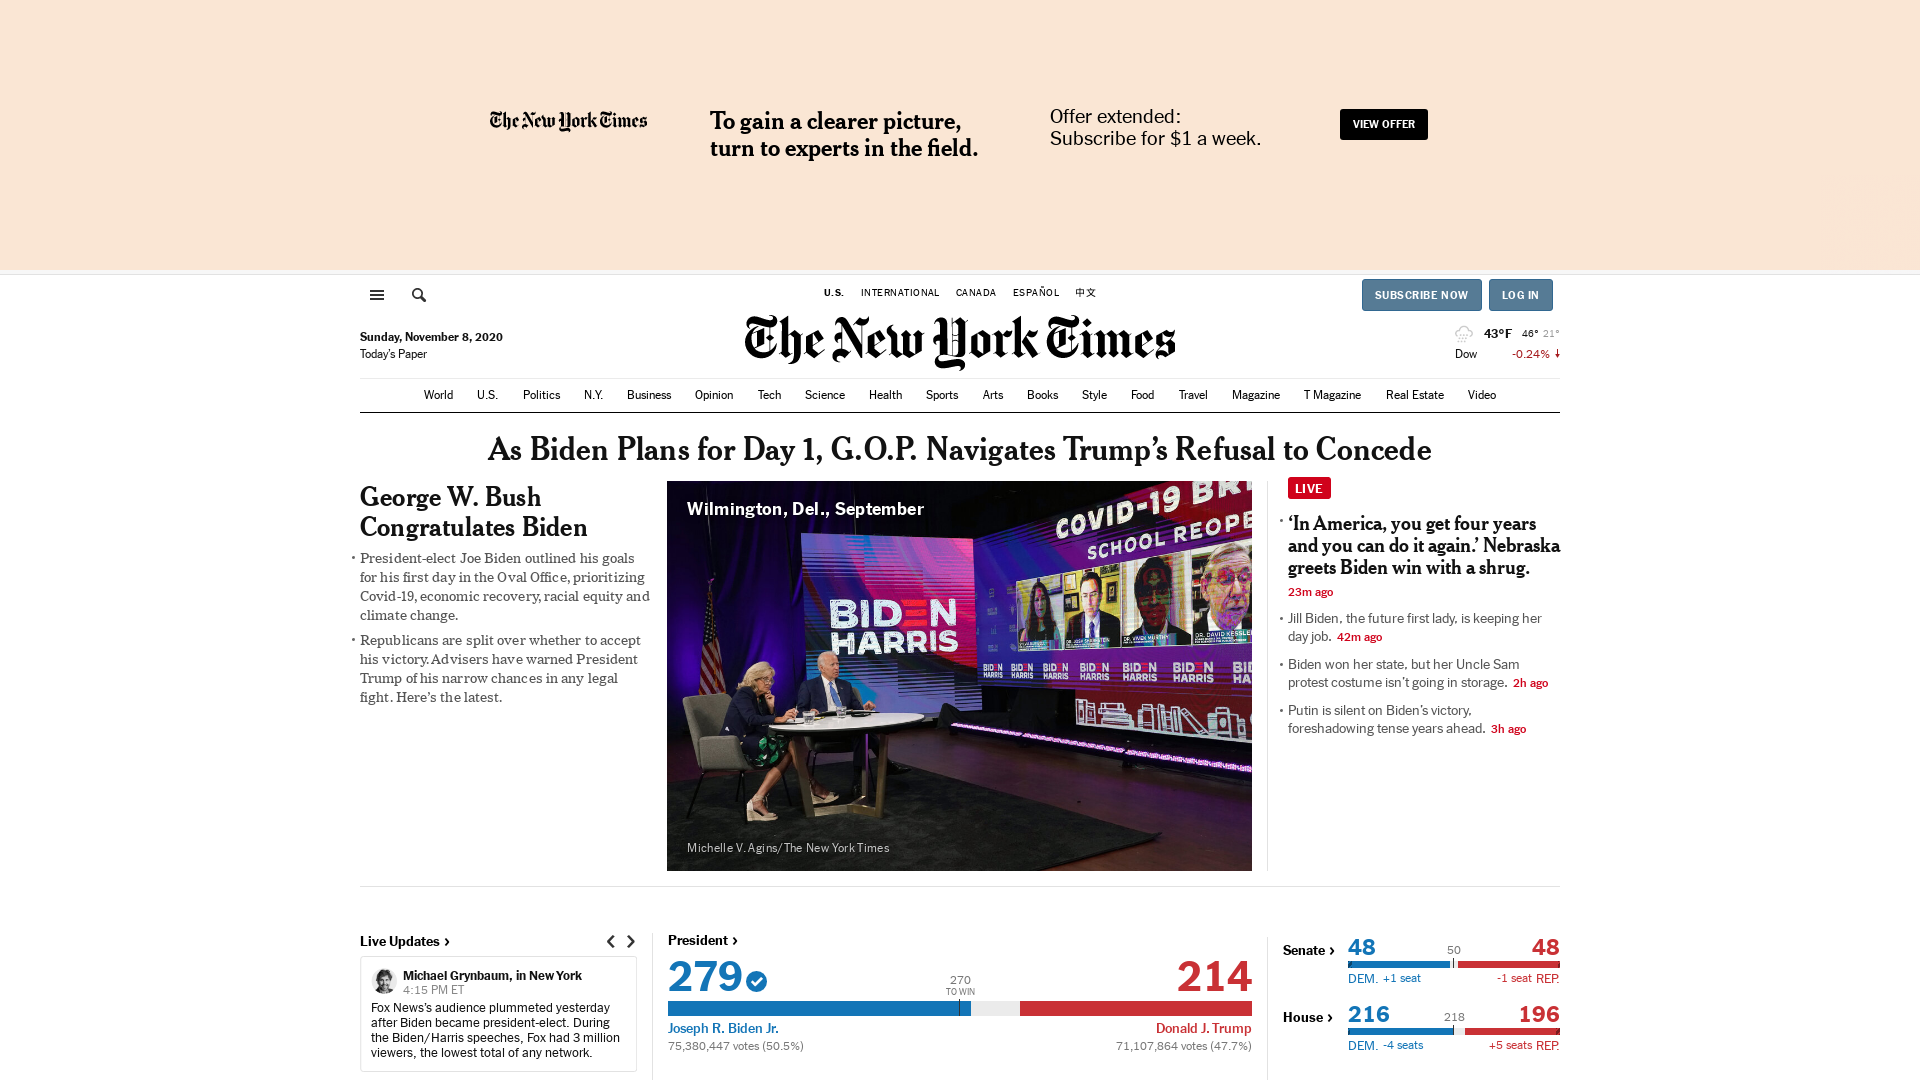 The New York Times
To gain a clearer picture,
turn to experts in the field.
Offer extended:
Subscribe for $1 a week.
VIEW OFFER
U.S. INTERNATIONAL CANADA ESPAÑOL 中文
SUBSCRIBE NOW LOG IN
Sunday, November 8, 2020
Today's Paper
The New York Times
43°F 46° 21°
Dow -0.24% ↓
World U.S. Politics N.Y. Business Opinion Tech Science Health Sports Arts Books Style Food Travel Magazine T Magazine Real Estate Video
As Biden Plans for Day 1, G.O.P. Navigates Trump’s Refusal to Concede
George W. Bush
Congratulates Biden
• President-elect Joe Biden outlined his goals
for his first day in the Oval Office, prioritizing
Covid-19, economic recovery, racial equity and
climate change.
• Republicans are split over whether to accept
his victory. Advisers have warned President
Trump of his narrow chances in any legal
fight. Here’s the latest.
Wilmington, Del., September
COVID-19 BRI
SCHOOL REOPE
BIDEN
HARRIS
DR. VIVEK MURTHY
DR. DAVID KESSLER
BIDEN HARRIS BIDEN HARRIS BIDEN HARRIS BIDEN HARRIS BIDEN HARRIS BIDEN HARRIS
Michelle V. Agins/The New York Times
LIVE
• ‘In America, you get four years
and you can do it again.’ Nebraska
greets Biden win with a shrug.
23m ago
• Jill Biden, the future first lady, is keeping her
day job. 42m ago
• Biden won her state, but her Uncle Sam
protest costume isn’t going in storage. 2h ago
• Putin is silent on Biden’s victory,
foreshadowing tense years ahead. 3h ago
Live Updates ›
Michael Grynbaum, in New York
4:15 PM ET
Fox News’s audience plummeted yesterday
after Biden became president-elect. During
the Biden/Harris speeches, Fox had 3 million
viewers, the lowest total of any network.
President ›
279 214
270
TO WIN
Joseph R. Biden Jr. Donald J. Trump
75,380,447 votes (50.5%) 71,107,864 votes (47.7%)
Senate › 48 50 48
DEM. +1 seat -1 seat REP.
House › 216 218 196
DEM. -4 seats +5 seats REP.